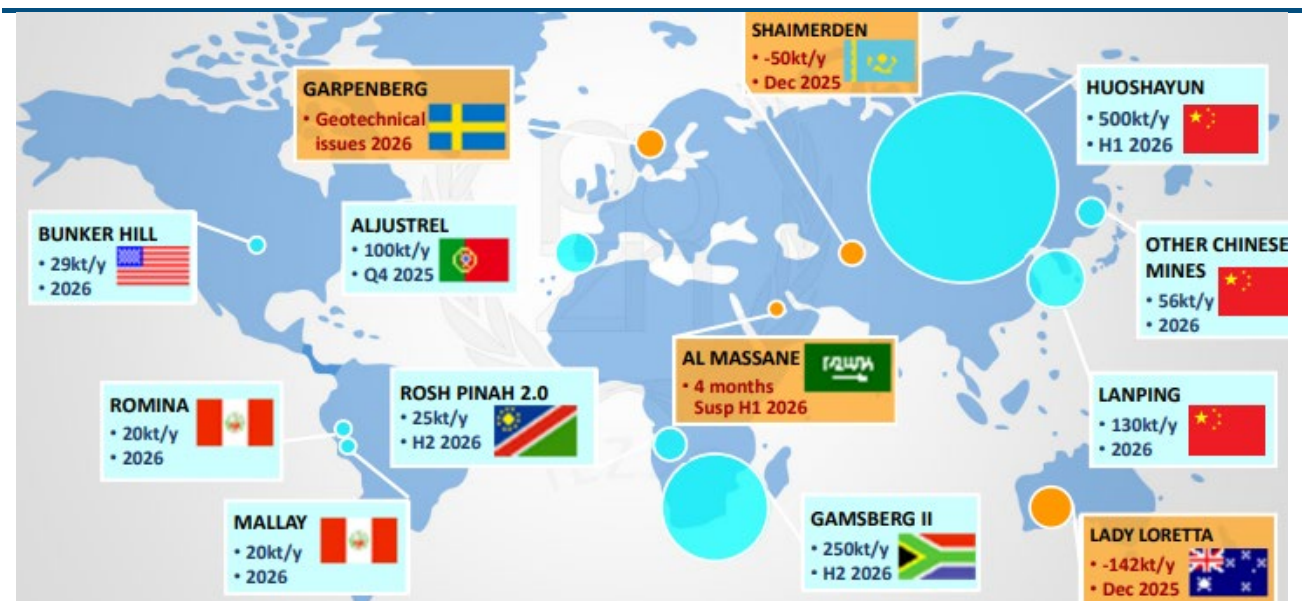 SHAIMERDEN
• -50kt/y
• Dec 2025
GARPENBERG
• Geotechnical
issues 2026
HUOSHAYUN
• 500kt/y
• H1 2026
BUNKER HILL
• 29kt/y
• 2026
ALJUSTREL
• 100kt/y
• Q4 2025
OTHER CHINESE
MINES
• 56kt/y
• 2026
AL MASSANE
• 4 months
Susp H1 2026
ROMINA
• 20kt/y
• 2026
ROSH PINAH 2.0
• 25kt/y
• H2 2026
LANPING
• 130kt/y
• 2026
MALLAY
• 20kt/y
• 2026
GAMSBERG II
• 250kt/y
• H2 2026
LADY LORETTA
• -142kt/y
• Dec 2025